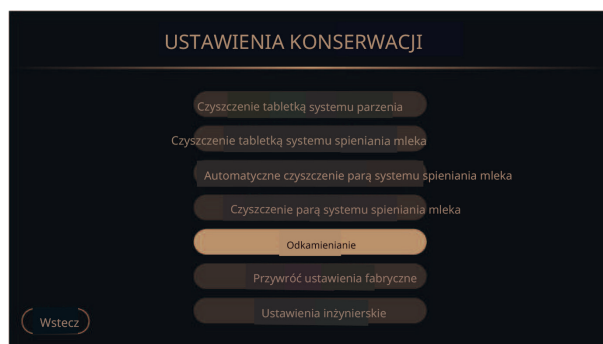 USTAWIENIA KONSERWACJI
Czyszczenie tabletką systemu parzenia
Czyszczenie tabletką systemu spieniania mleka
Automatyczne czyszczenie parą systemu spieniania mleka
Czyszczenie parą systemu spieniania mleka
Odkamienianie
Przywróć ustawienia fabryczne
Ustawienia inżynierskie
Wstecz